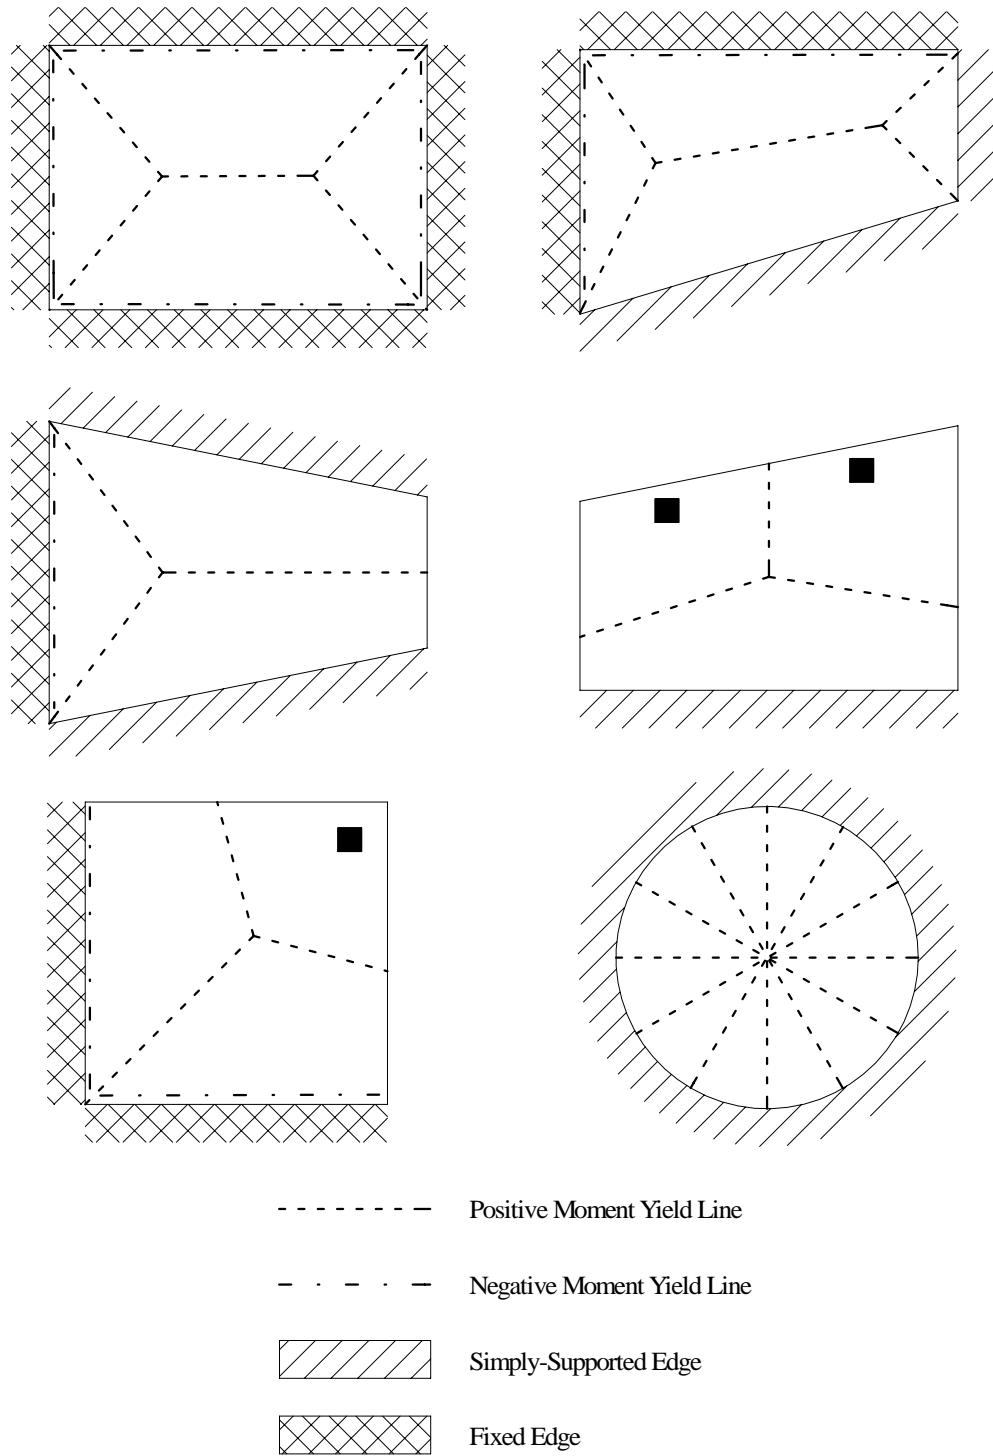 Positive Moment Yield Line
Negative Moment Yield Line
Simply-Supported Edge
Fixed Edge